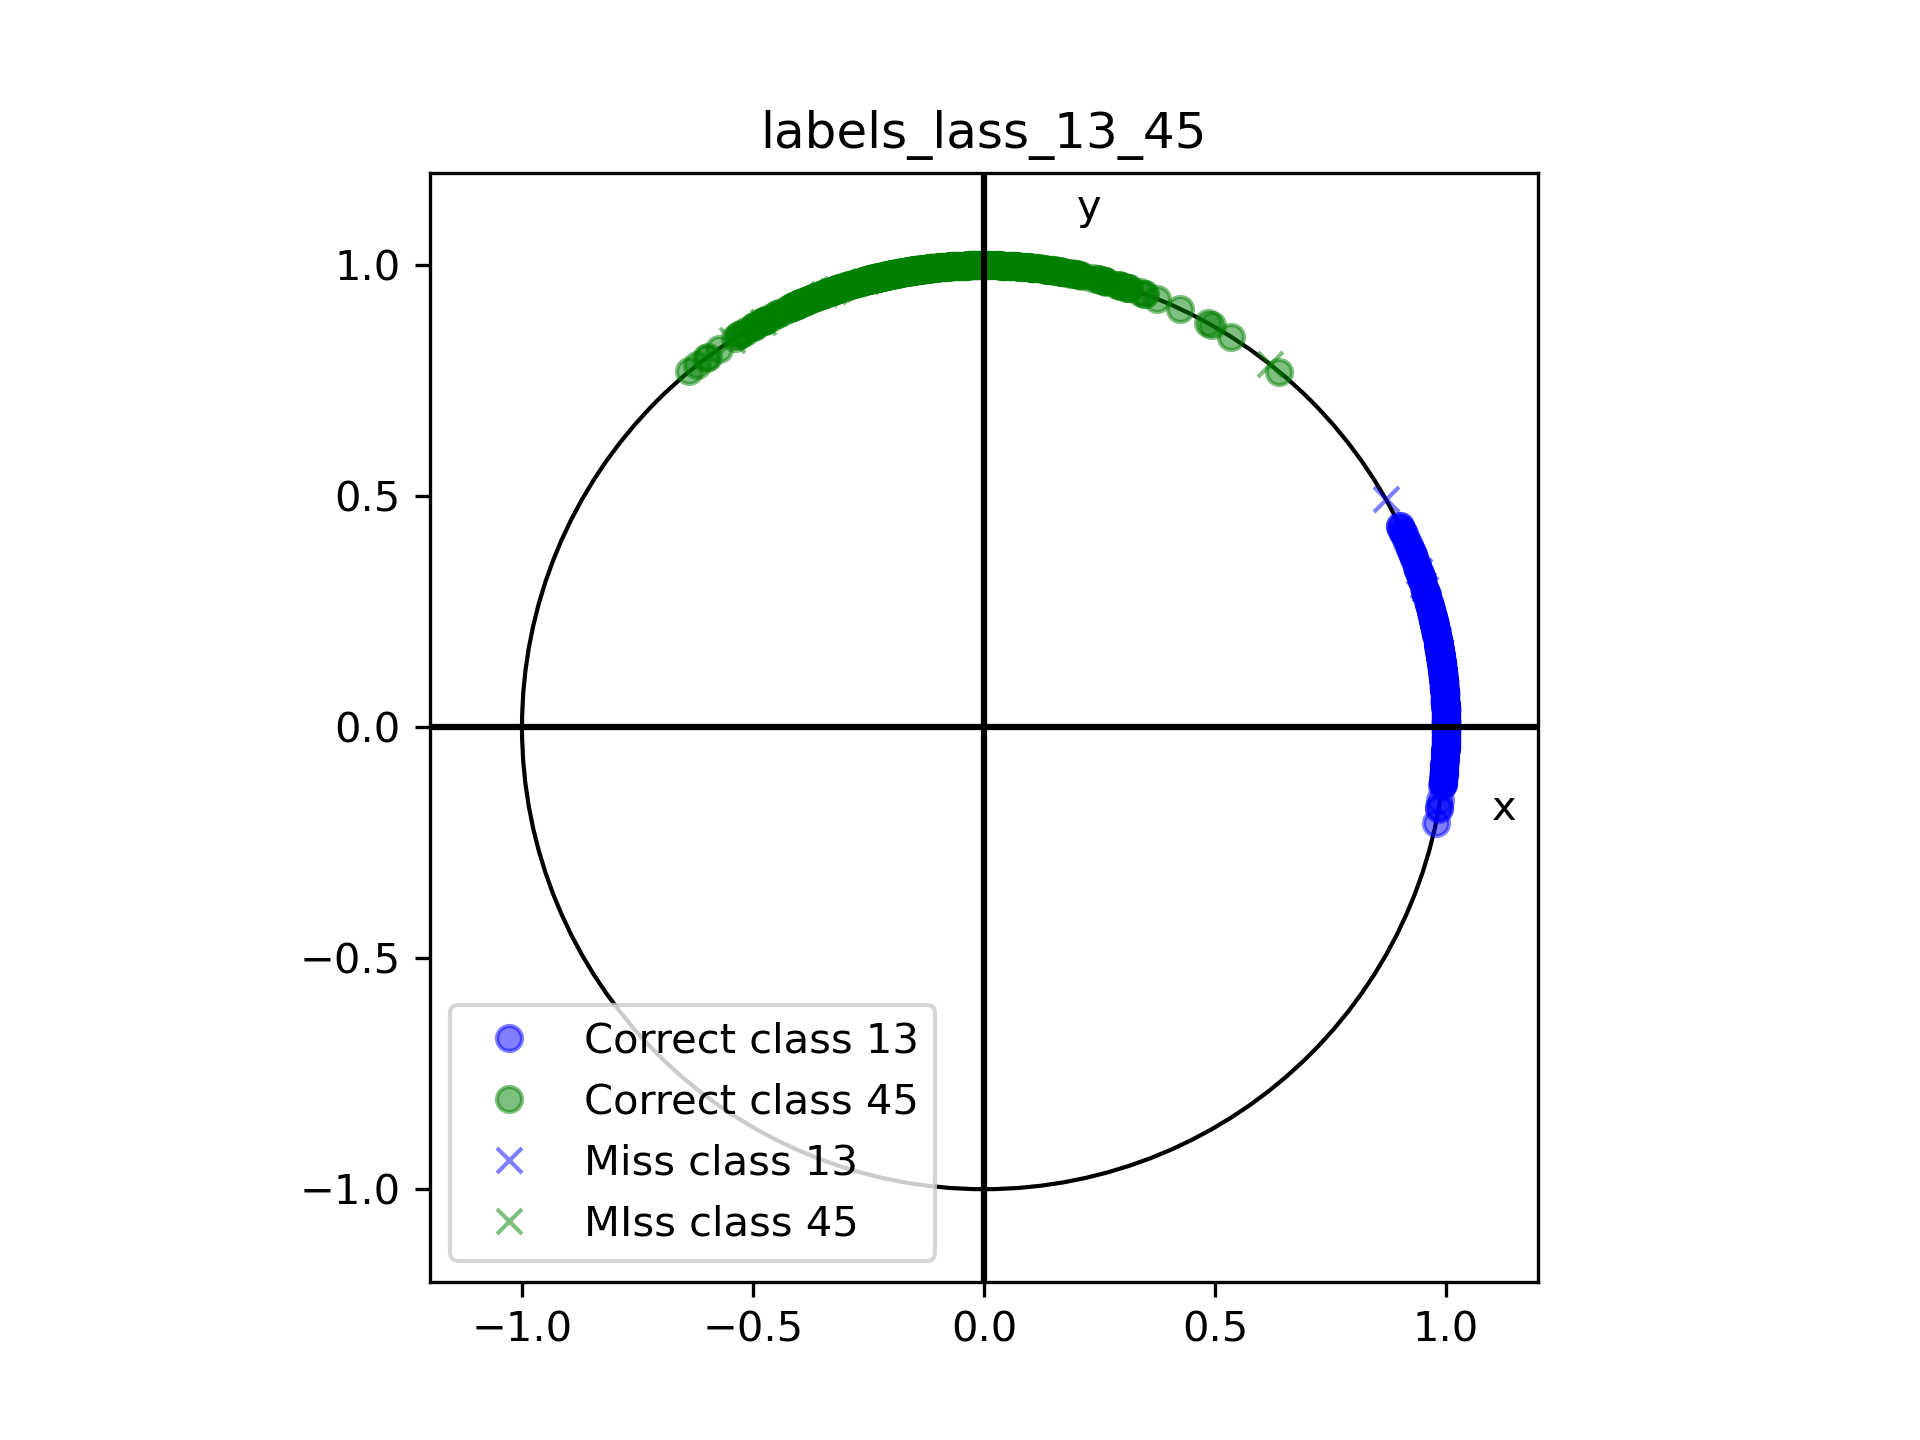 labels_lass_13_45
y
1.0
0.5
0.0
x
−0.5
−1.0
Correct class 13
Correct class 45
Miss class 13
MIss class 45
−1.0 −0.5 0.0 0.5 1.0